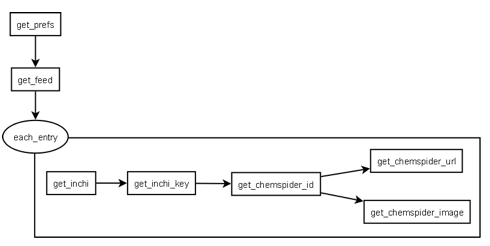 get_prefs
get_feed
each_entry
get_inchi
get_inchi_key
get_chemspider_id
get_chemspider_url
get_chemspider_image